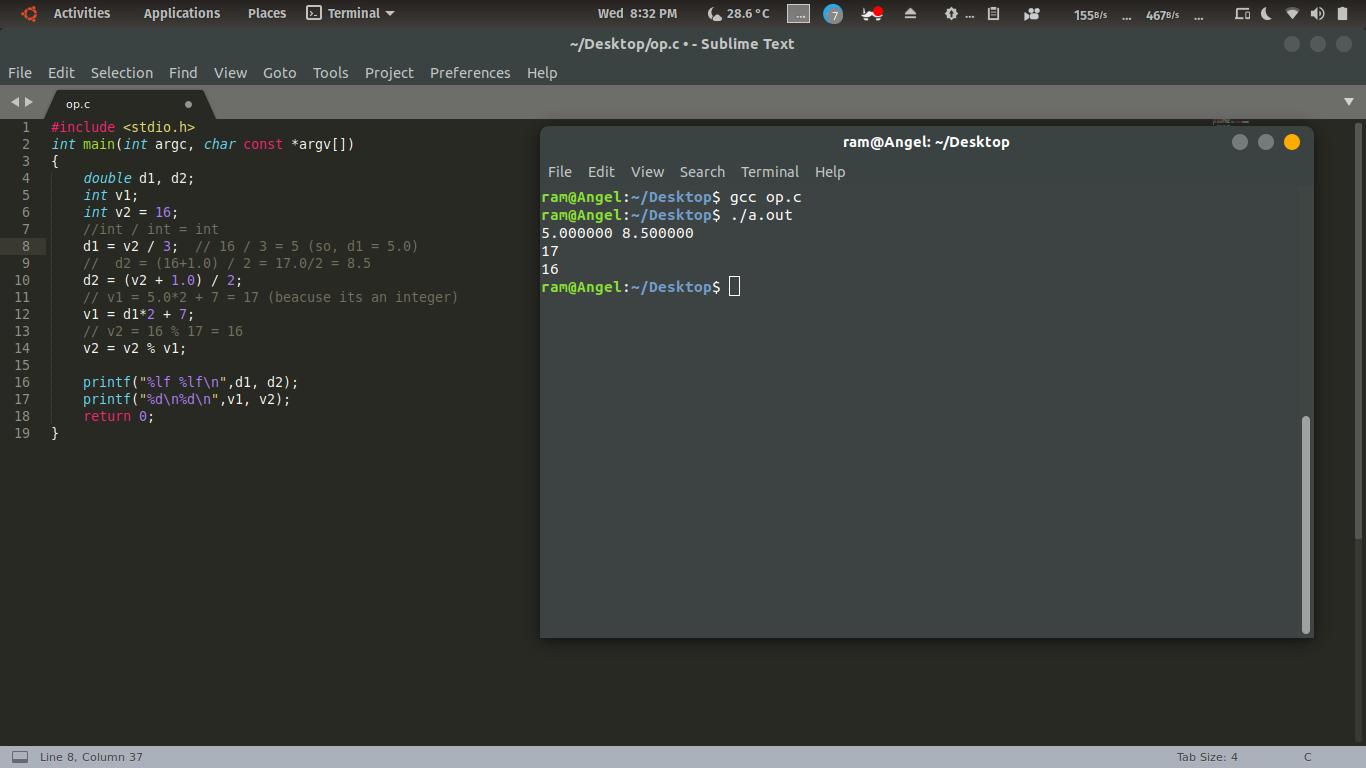 Activities Applications Places Terminal Wed 8:32 PM 28.6°C ... 7 ... 155B/s ... 467B/s ...
~/Desktop/op.c • - Sublime Text
File Edit Selection Find View Goto Tools Project Preferences Help
op.c
1 #include <stdio.h>
2 int main(int argc, char const *argv[])
3 {
4 double d1, d2;
5 int v1;
6 int v2 = 16;
7 //int / int = int
8 d1 = v2 / 3;  // 16 / 3 = 5 (so, d1 = 5.0)
9 //  d2 = (16+1.0) / 2 = 17.0/2 = 8.5
10 d2 = (v2 + 1.0) / 2;
11 // v1 = 5.0*2 + 7 = 17 (beacuse its an integer)
12 v1 = d1*2 + 7;
13 // v2 = 16 % 17 = 16
14 v2 = v2 % v1;
15
16 printf("%lf %lf\n",d1, d2);
17 printf("%d\n%d\n",v1, v2);
18 return 0;
19 }
ram@Angel: ~/Desktop
File Edit View Search Terminal Help
ram@Angel:~/Desktop$ gcc op.c
ram@Angel:~/Desktop$ ./a.out
5.000000 8.500000
17
16
ram@Angel:~/Desktop$
Line 8, Column 37 Tab Size: 4 C